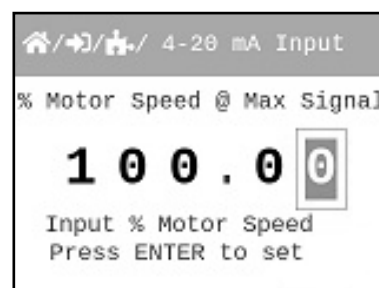 / / / 4-20 mA Input
% Motor Speed @ Max Signal
100.00
Input % Motor Speed
Press ENTER to set